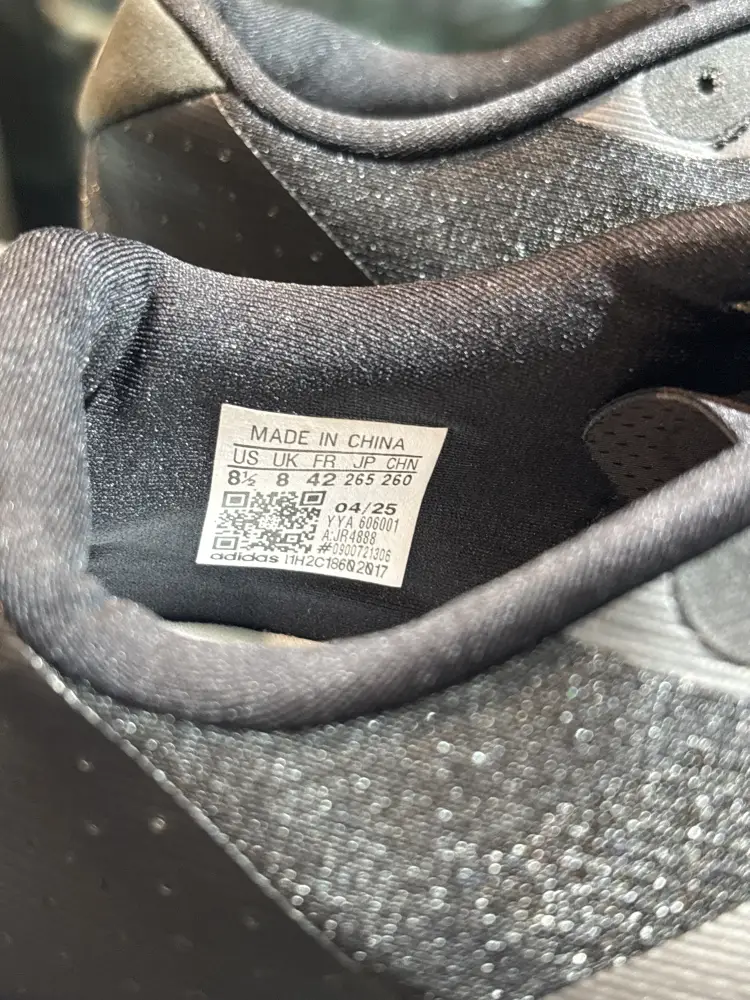 MADE IN CHINA
US UK FR JP CHN
8½ 8 42 265 260
04/25
YYA 606001
A:JR4888
#0900721306
adidas I1H2C18602017